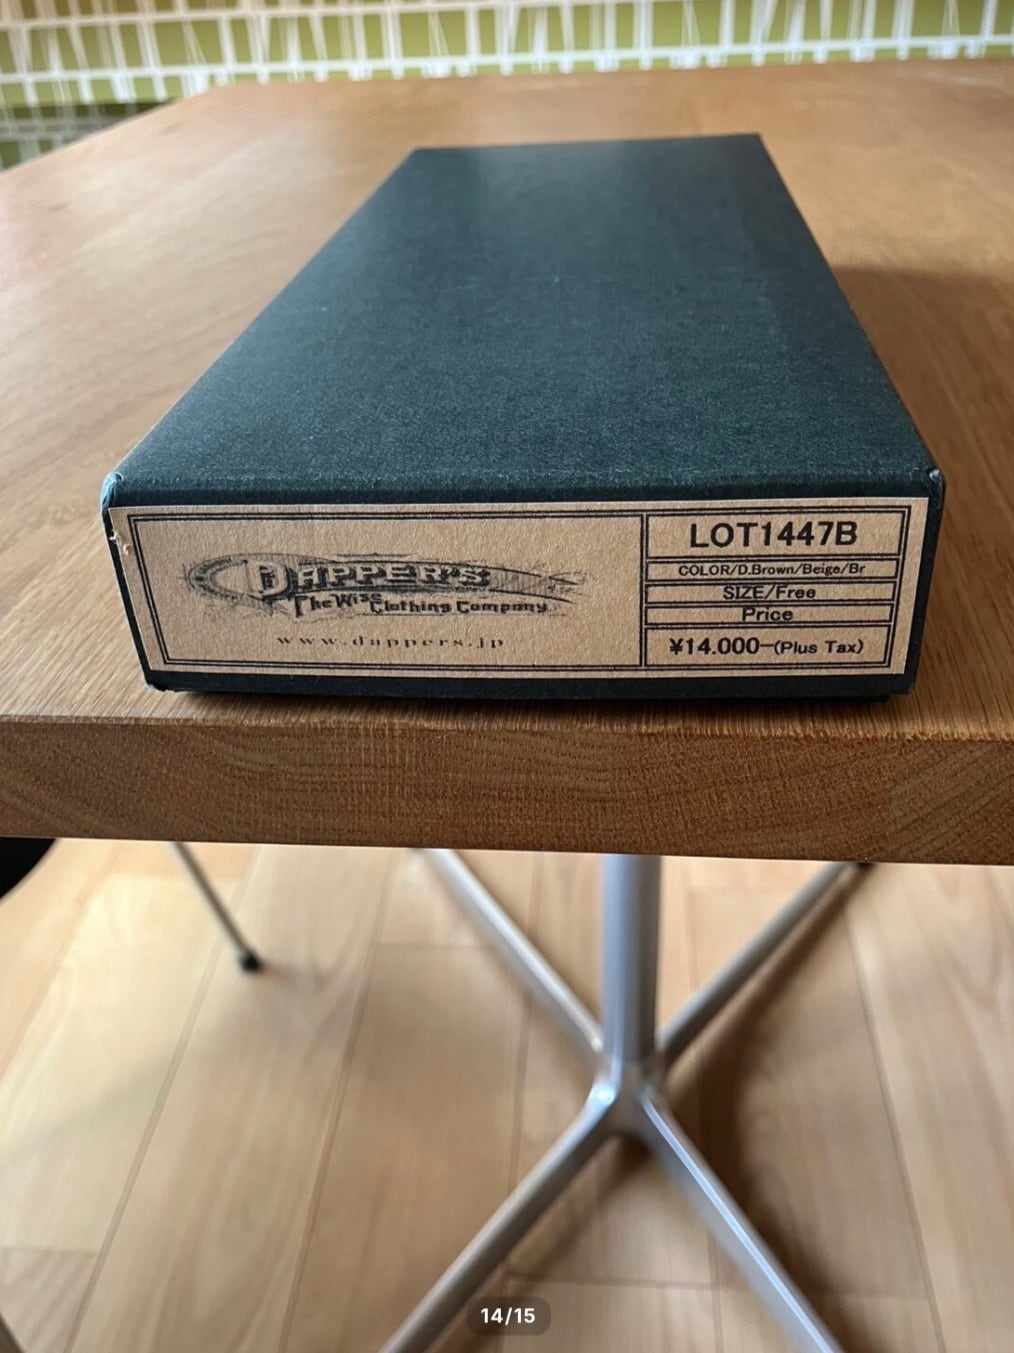 DAPPER'S
The Wise Clothing Company
www.dappers.jp
LOT1447B
COLOR/D.Brown/Beige/Br
SIZE/Free
Price
¥14.000-(Plus Tax)
14/15